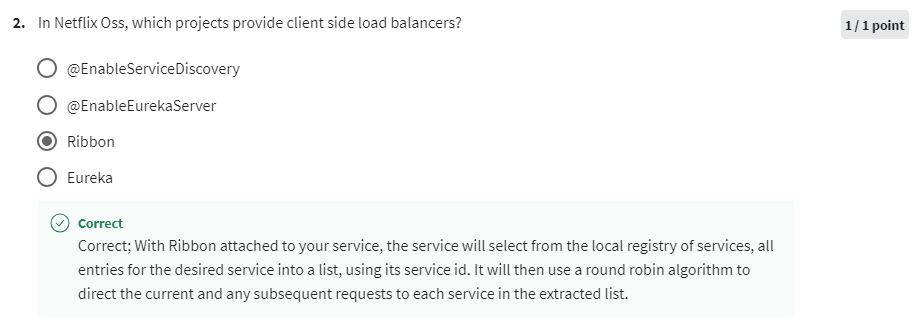 2. In Netflix Oss, which projects provide client side load balancers?
1 / 1 point
@EnableServiceDiscovery
@EnableEurekaServer
Ribbon
Eureka
Correct
Correct; With Ribbon attached to your service, the service will select from the local registry of services, all
entries for the desired service into a list, using its service id. It will then use a round robin algorithm to
direct the current and any subsequent requests to each service in the extracted list.